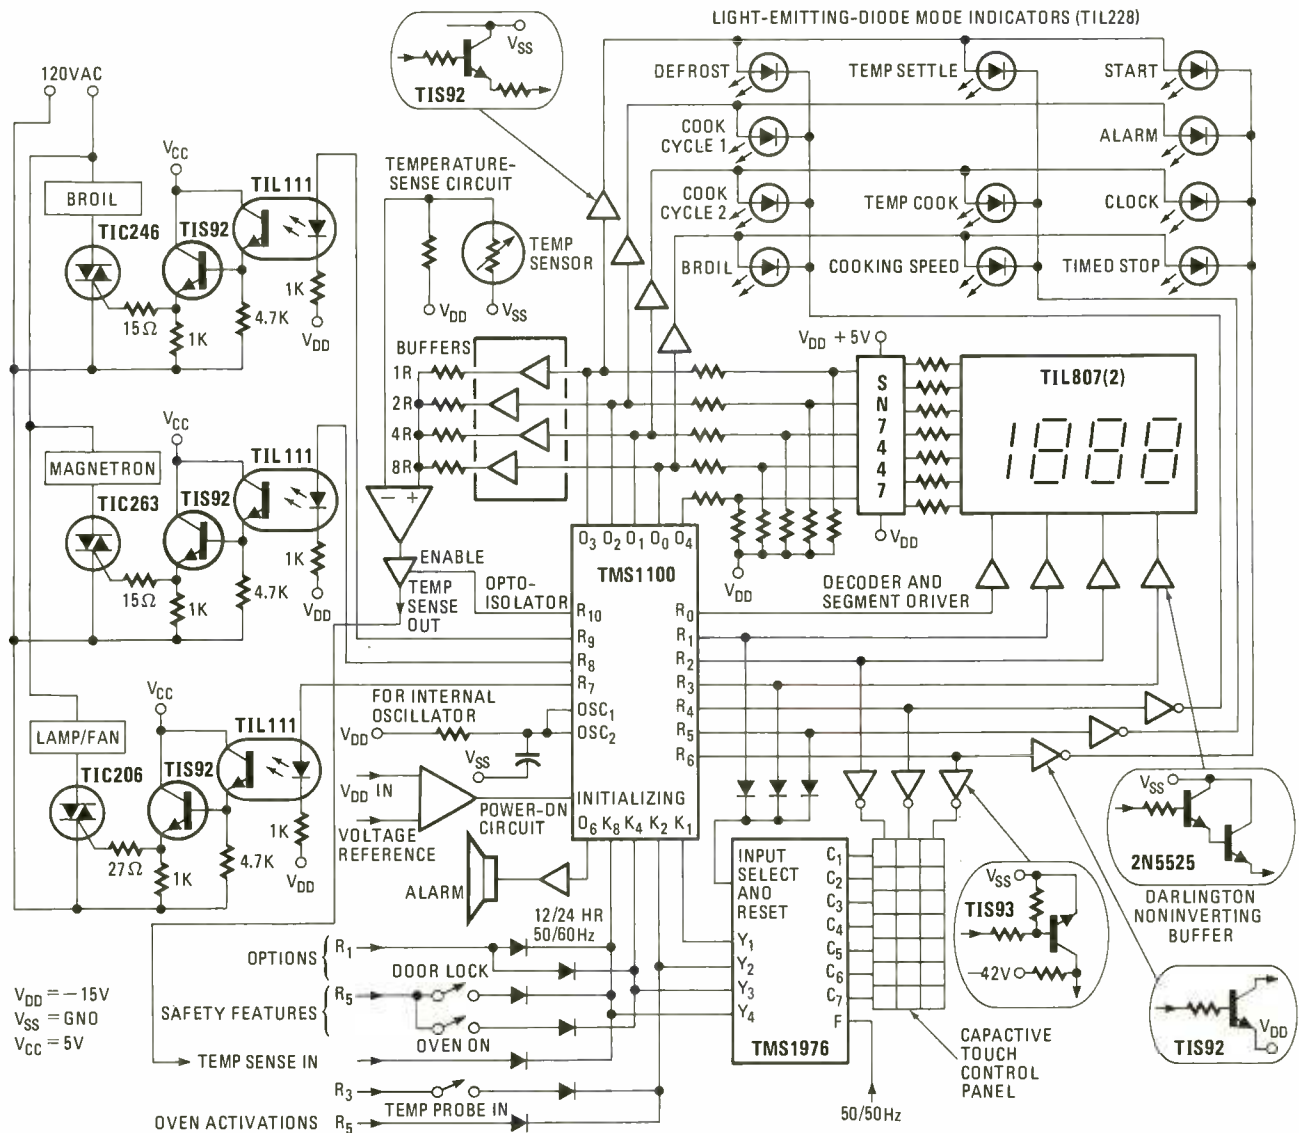 LIGHT-EMITTING-DIODE MODE INDICATORS (TIL228)
120VAC
VSS
TIS92
DEFROST
TEMP SETTLE
START
COOK
CYCLE 1
ALARM
COOK
CYCLE 2
TEMP COOK
CLOCK
BRDIL
COOKING SPEED
TIMED STOP
VCC
TIL111
BROIL
TIC246
TIS92
1K
4.7K
15Ω
1K
VDD
TEMPERATURE-
SENSE CIRCUIT
TEMP
SENSOR
VDD
VSS
BUFFERS
1R
2R
4R
8R
VDD + 5V
SN7447
VDD
TIL807(2)
1888
VCC
TIL111
MAGNETRON
TIC263
TIS92
1K
4.7K
15Ω
1K
VDD
− +
ENABLE
TEMP
SENSE
OUT
OPTO-
ISOLATOR
O3 O2 O1 O0 O4
TMS1100
R10
R9
R8
R7
OSC1
OSC2
INITIALIZING
O6 K8 K4 K2 K1
R0
R1
R2
R3
R4
R5
R6
VDD
DECODER AND
SEGMENT DRIVER
VCC
TIL111
LAMP/FAN
TIC206
TIS92
1K
4.7K
27Ω
1K
VDD
FOR INTERNAL
OSCILLATOR
VDD
VSS
VDD IN
VOLTAGE
REFERENCE
POWER-ON
CIRCUIT
ALARM
12/24 HR
50/60Hz
INPUT
SELECT
AND
RESET
C1
C2
C3
C4
C5
C6
C7
F
Y1
Y2
Y3
Y4
TMS1976
50/50Hz
CAPACTIVE
TOUCH
CONTROL
PANEL
VSS
TIS93
−42V
VSS
2N5525
DARLINGTON
NONINVERTING
BUFFER
VDD
TIS92
OPTIONS
R1
DOOR LOCK
SAFETY FEATURES
R5
OVEN ON
TEMP SENSE IN
R3
TEMP PROBE IN
OVEN ACTIVATIONS R5
VDD = −15V
VSS = GNO
VCC = 5V